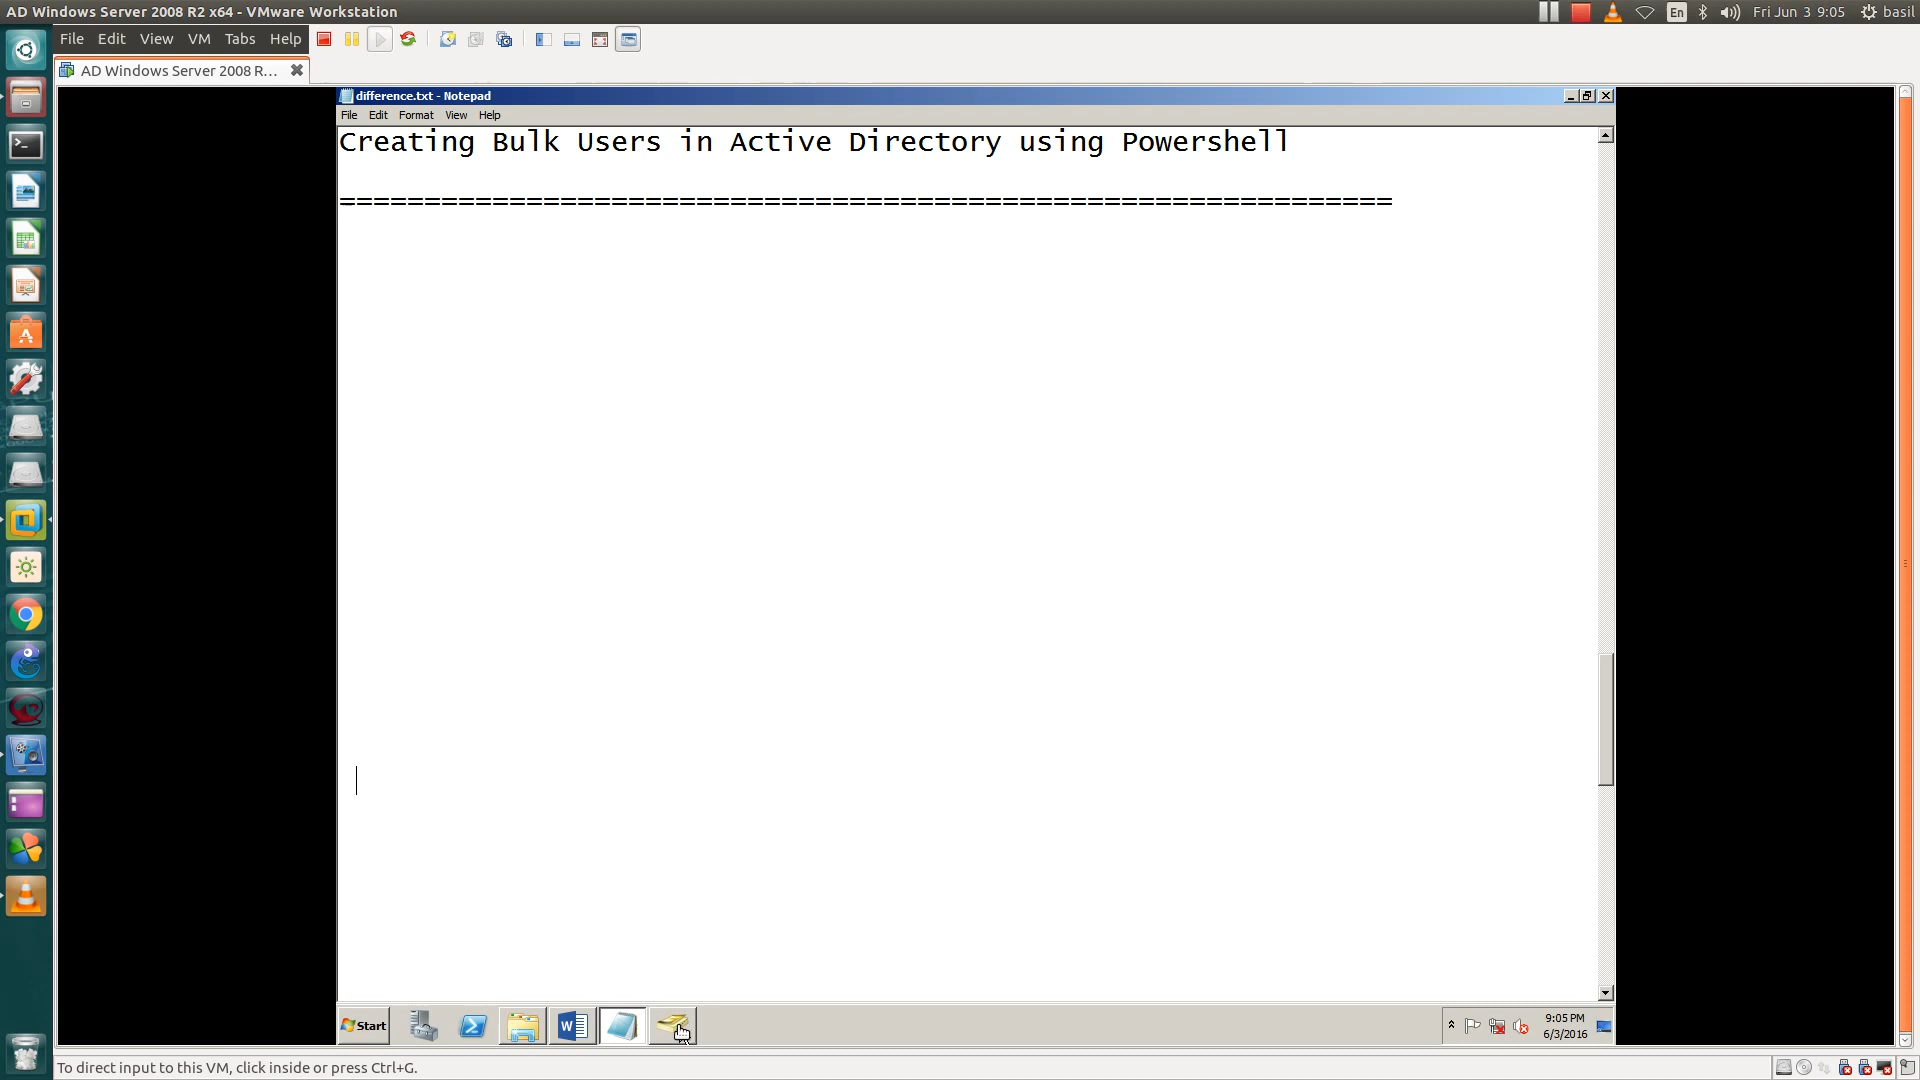 AD Windows Server 2008 R2 x64 - VMware Workstation
En
Fri Jun 3 9:05
basil
File Edit View VM Tabs Help
AD Windows Server 2008 R...
difference.txt - Notepad
File Edit Format View Help
Creating Bulk Users in Active Directory using Powershell
==============================================================
Start
9:05 PM
6/3/2016
To direct input to this VM, click inside or press Ctrl+G.